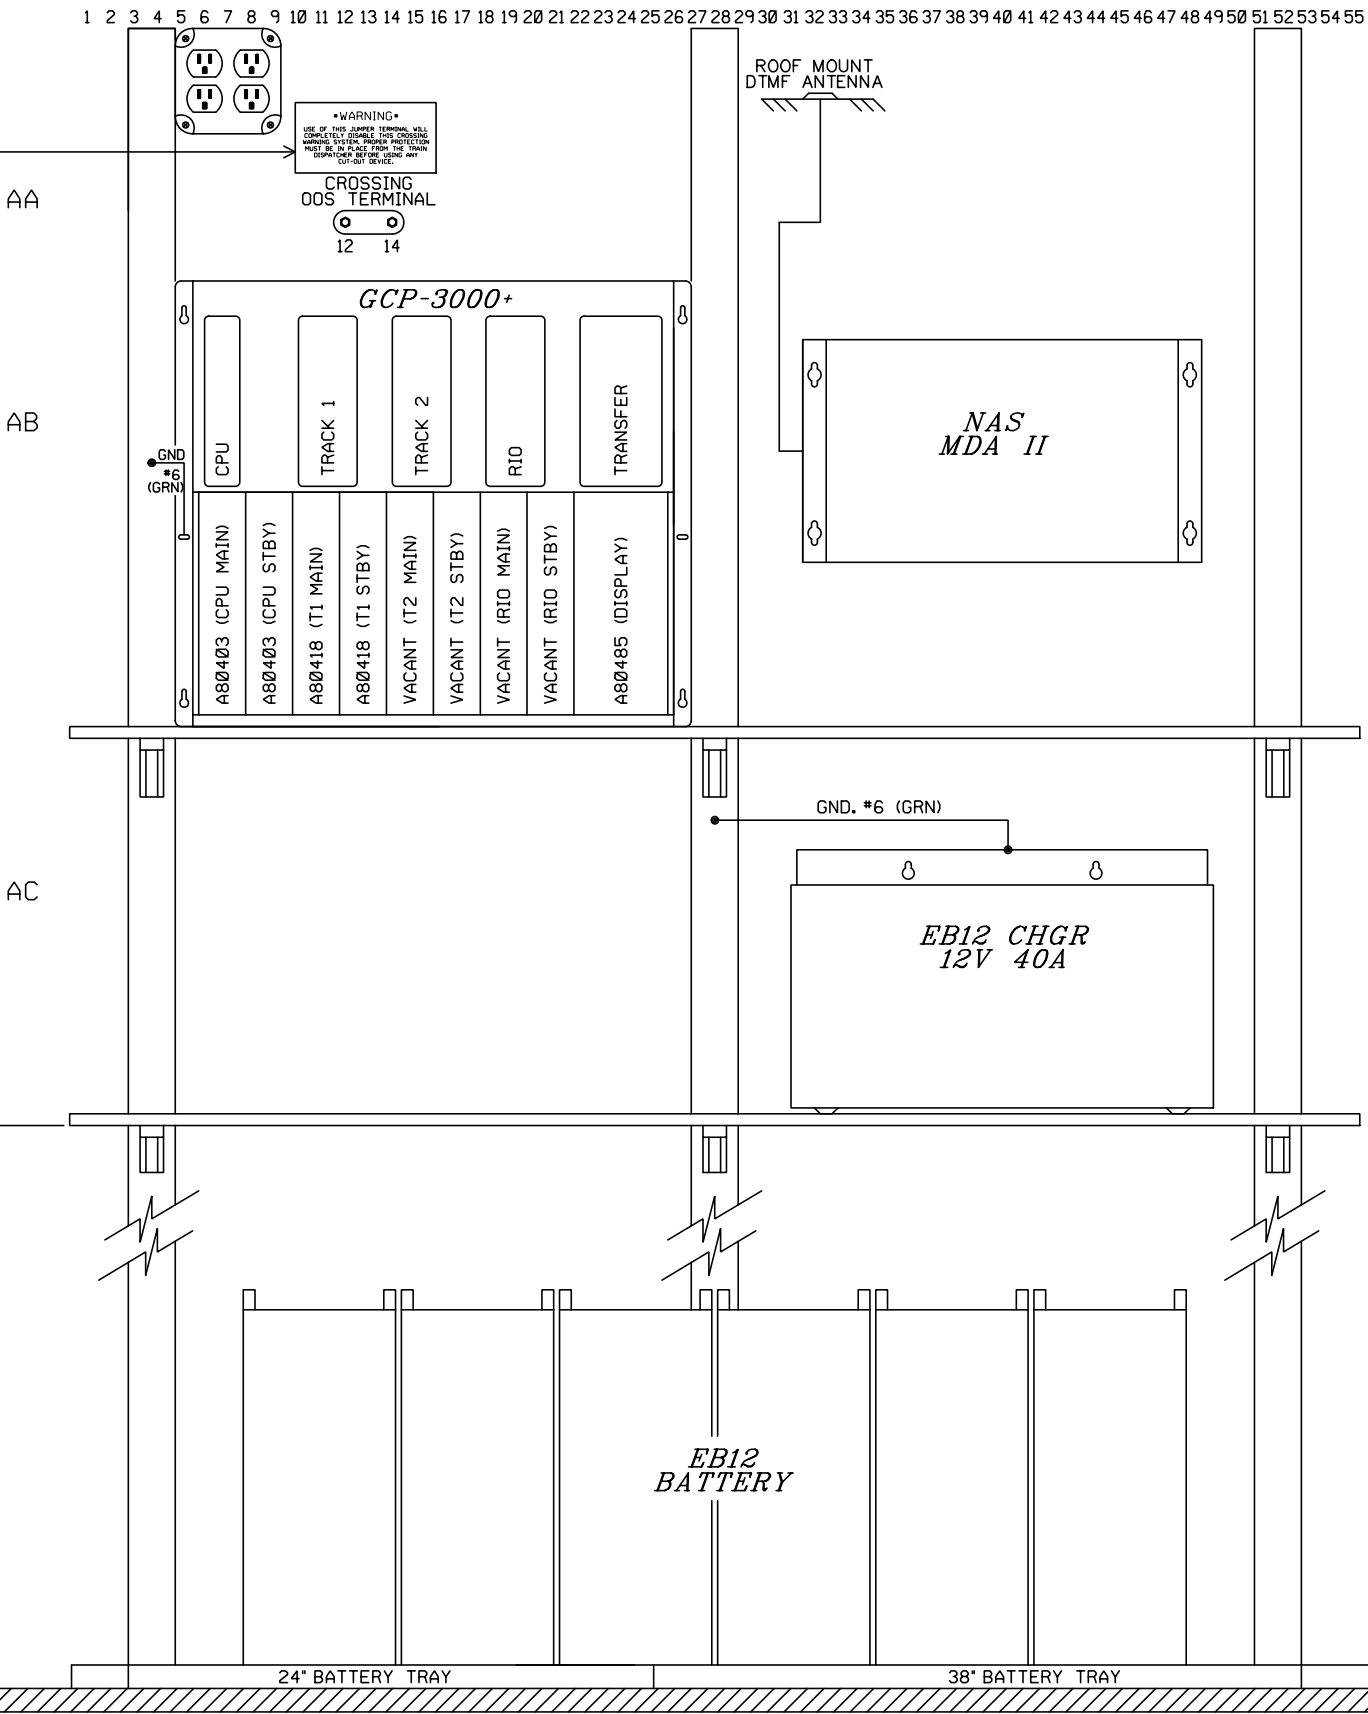 1 2 3 4 5 6 7 8 9 10 11 12 13 14 15 16 17 18 19 20 21 22 23 24 25 26 27 28 29 30 31 32 33 34 35 36 37 38 39 40 41 42 43 44 45 46 47 48 49 50 51 52 53 54 55
ROOF MOUNT
DTMF ANTENNA
*WARNING*
USE OF THIS JUMPER TERMINAL WILL
COMPLETELY DISABLE THIS CROSSING
WARNING SYSTEM. PROPER PROTECTION
MUST BE IN PLACE FROM THE TRAIN
DISPATCHER BEFORE USING ANY
CUT-OUT DEVICE.
CROSSING
OOS TERMINAL
12 14
AA
GCP-3000+
CPU
TRACK 1
TRACK 2
RIO
TRANSFER
AB
GND
#6
(GRN)
NAS
MDA II
A80403 (CPU MAIN)
A80403 (CPU STBY)
A80418 (T1 MAIN)
A80418 (T1 STBY)
VACANT (T2 MAIN)
VACANT (T2 STBY)
VACANT (RIO MAIN)
VACANT (RIO STBY)
A80485 (DISPLAY)
GND. #6 (GRN)
AC
EB12 CHGR
12V 40A
EB12
BATTERY
24" BATTERY TRAY
38" BATTERY TRAY